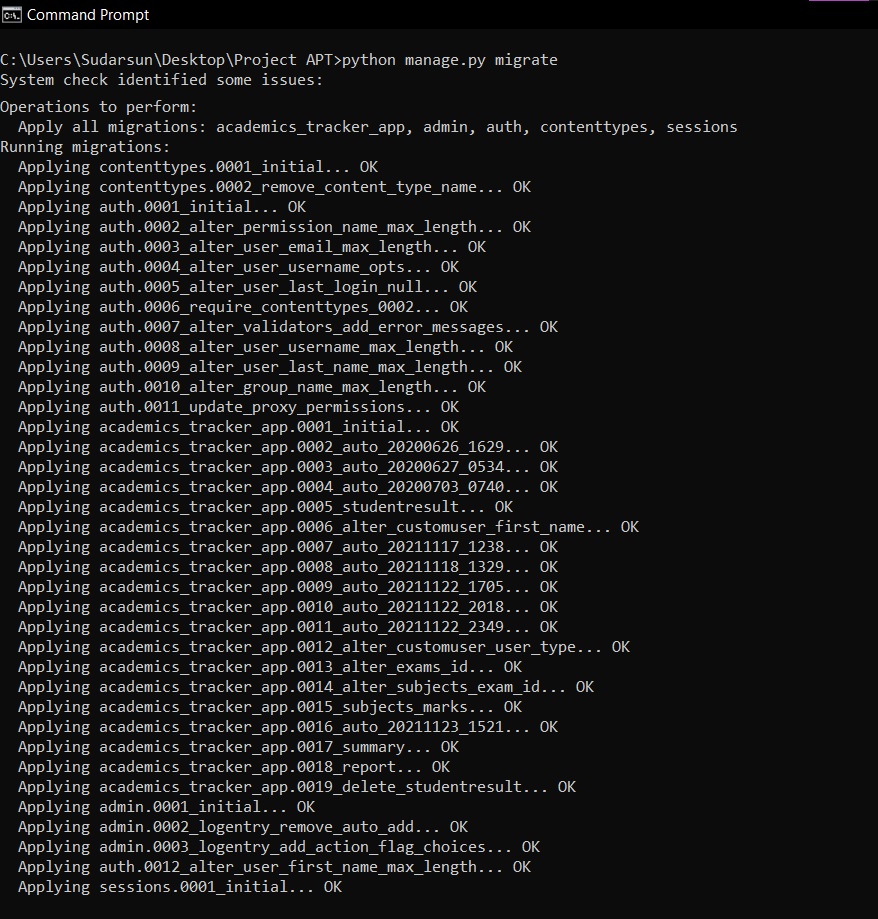 Command Prompt
C:\Users\Sudarsun\Desktop\Project APT>python manage.py migrate
System check identified some issues:
Operations to perform:
  Apply all migrations: academics_tracker_app, admin, auth, contenttypes, sessions
Running migrations:
  Applying contenttypes.0001_initial... OK
  Applying contenttypes.0002_remove_content_type_name... OK
  Applying auth.0001_initial... OK
  Applying auth.0002_alter_permission_name_max_length... OK
  Applying auth.0003_alter_user_email_max_length... OK
  Applying auth.0004_alter_user_username_opts... OK
  Applying auth.0005_alter_user_last_login_null... OK
  Applying auth.0006_require_contenttypes_0002... OK
  Applying auth.0007_alter_validators_add_error_messages... OK
  Applying auth.0008_alter_user_username_max_length... OK
  Applying auth.0009_alter_user_last_name_max_length... OK
  Applying auth.0010_alter_group_name_max_length... OK
  Applying auth.0011_update_proxy_permissions... OK
  Applying academics_tracker_app.0001_initial... OK
  Applying academics_tracker_app.0002_auto_20200626_1629... OK
  Applying academics_tracker_app.0003_auto_20200627_0534... OK
  Applying academics_tracker_app.0004_auto_20200703_0740... OK
  Applying academics_tracker_app.0005_studentresult... OK
  Applying academics_tracker_app.0006_alter_customuser_first_name... OK
  Applying academics_tracker_app.0007_auto_20211117_1238... OK
  Applying academics_tracker_app.0008_auto_20211118_1329... OK
  Applying academics_tracker_app.0009_auto_20211122_1705... OK
  Applying academics_tracker_app.0010_auto_20211122_2018... OK
  Applying academics_tracker_app.0011_auto_20211122_2349... OK
  Applying academics_tracker_app.0012_alter_customuser_user_type... OK
  Applying academics_tracker_app.0013_alter_exams_id... OK
  Applying academics_tracker_app.0014_alter_subjects_exam_id... OK
  Applying academics_tracker_app.0015_subjects_marks... OK
  Applying academics_tracker_app.0016_auto_20211123_1521... OK
  Applying academics_tracker_app.0017_summary... OK
  Applying academics_tracker_app.0018_report... OK
  Applying academics_tracker_app.0019_delete_studentresult... OK
  Applying admin.0001_initial... OK
  Applying admin.0002_logentry_remove_auto_add... OK
  Applying admin.0003_logentry_add_action_flag_choices... OK
  Applying auth.0012_alter_user_first_name_max_length... OK
  Applying sessions.0001_initial... OK